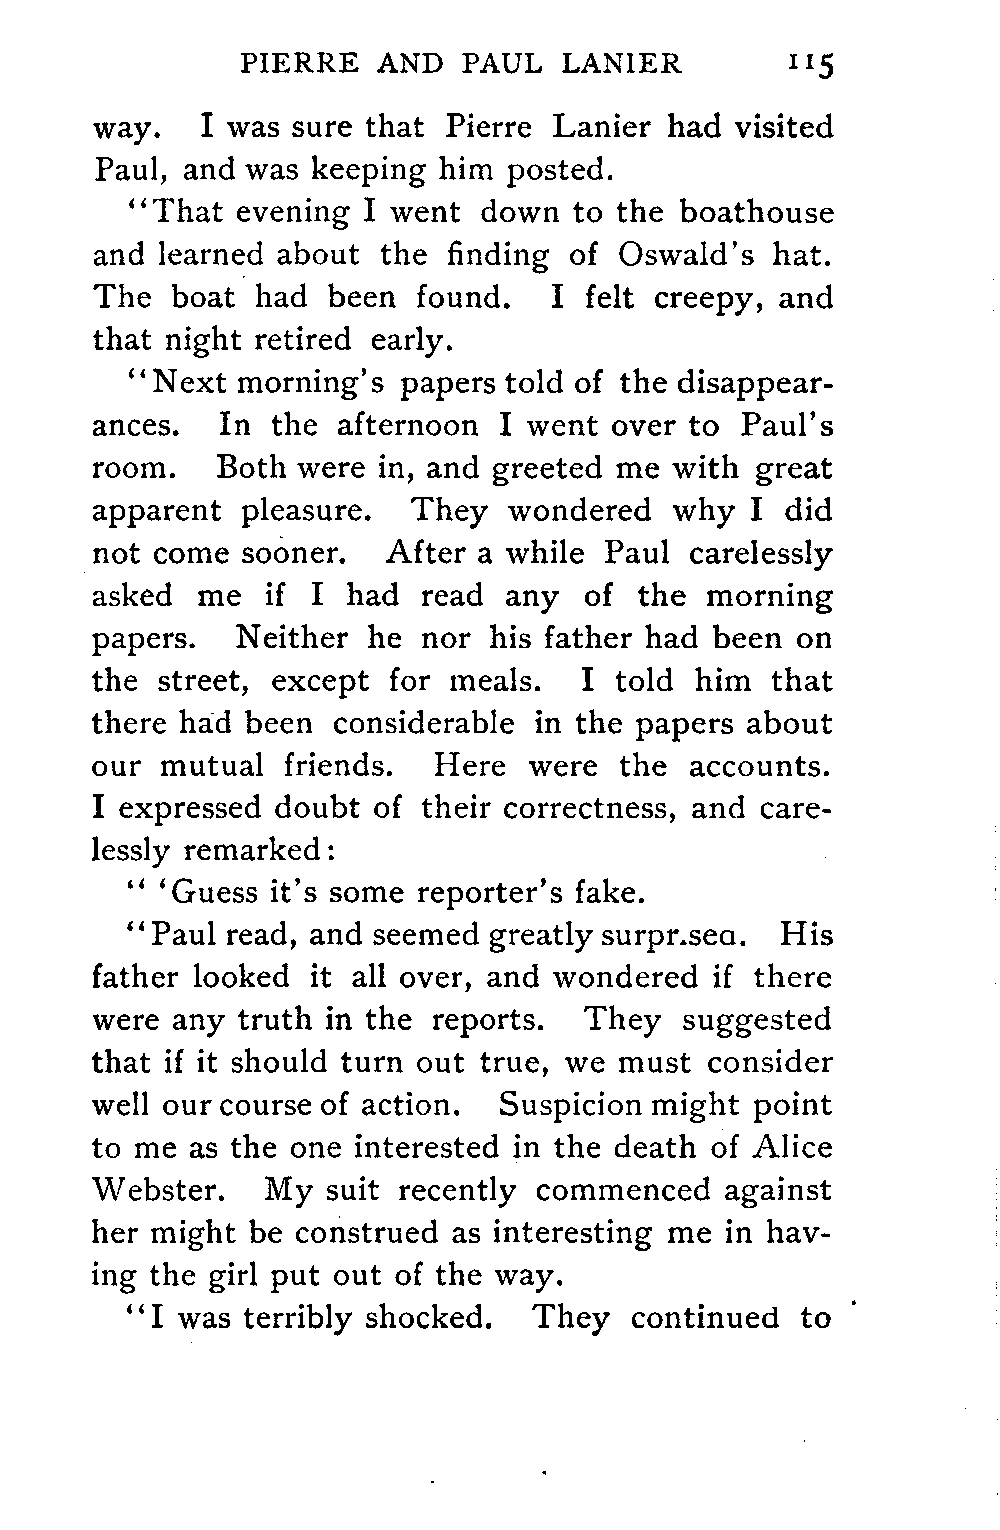 PIERRE AND PAUL LANIER 115
way. I was sure that Pierre Lanier had visited
Paul, and was keeping him posted.
“That evening I went down to the boathouse
and learned about the finding of Oswald's hat.
The boat had been found. I felt creepy, and
that night retired early.
“Next morning's papers told of the disappear-
ances. In the afternoon I went over to Paul's
room. Both were in, and greeted me with great
apparent pleasure. They wondered why I did
not come sooner. After a while Paul carelessly
asked me if I had read any of the morning
papers. Neither he nor his father had been on
the street, except for meals. I told him that
there had been considerable in the papers about
our mutual friends. Here were the accounts.
I expressed doubt of their correctness, and care-
lessly remarked:
“ ‘Guess it's some reporter's fake.
“Paul read, and seemed greatly surpr.sed. His
father looked it all over, and wondered if there
were any truth in the reports. They suggested
that if it should turn out true, we must consider
well our course of action. Suspicion might point
to me as the one interested in the death of Alice
Webster. My suit recently commenced against
her might be construed as interesting me in hav-
ing the girl put out of the way.
“I was terribly shocked. They continued to